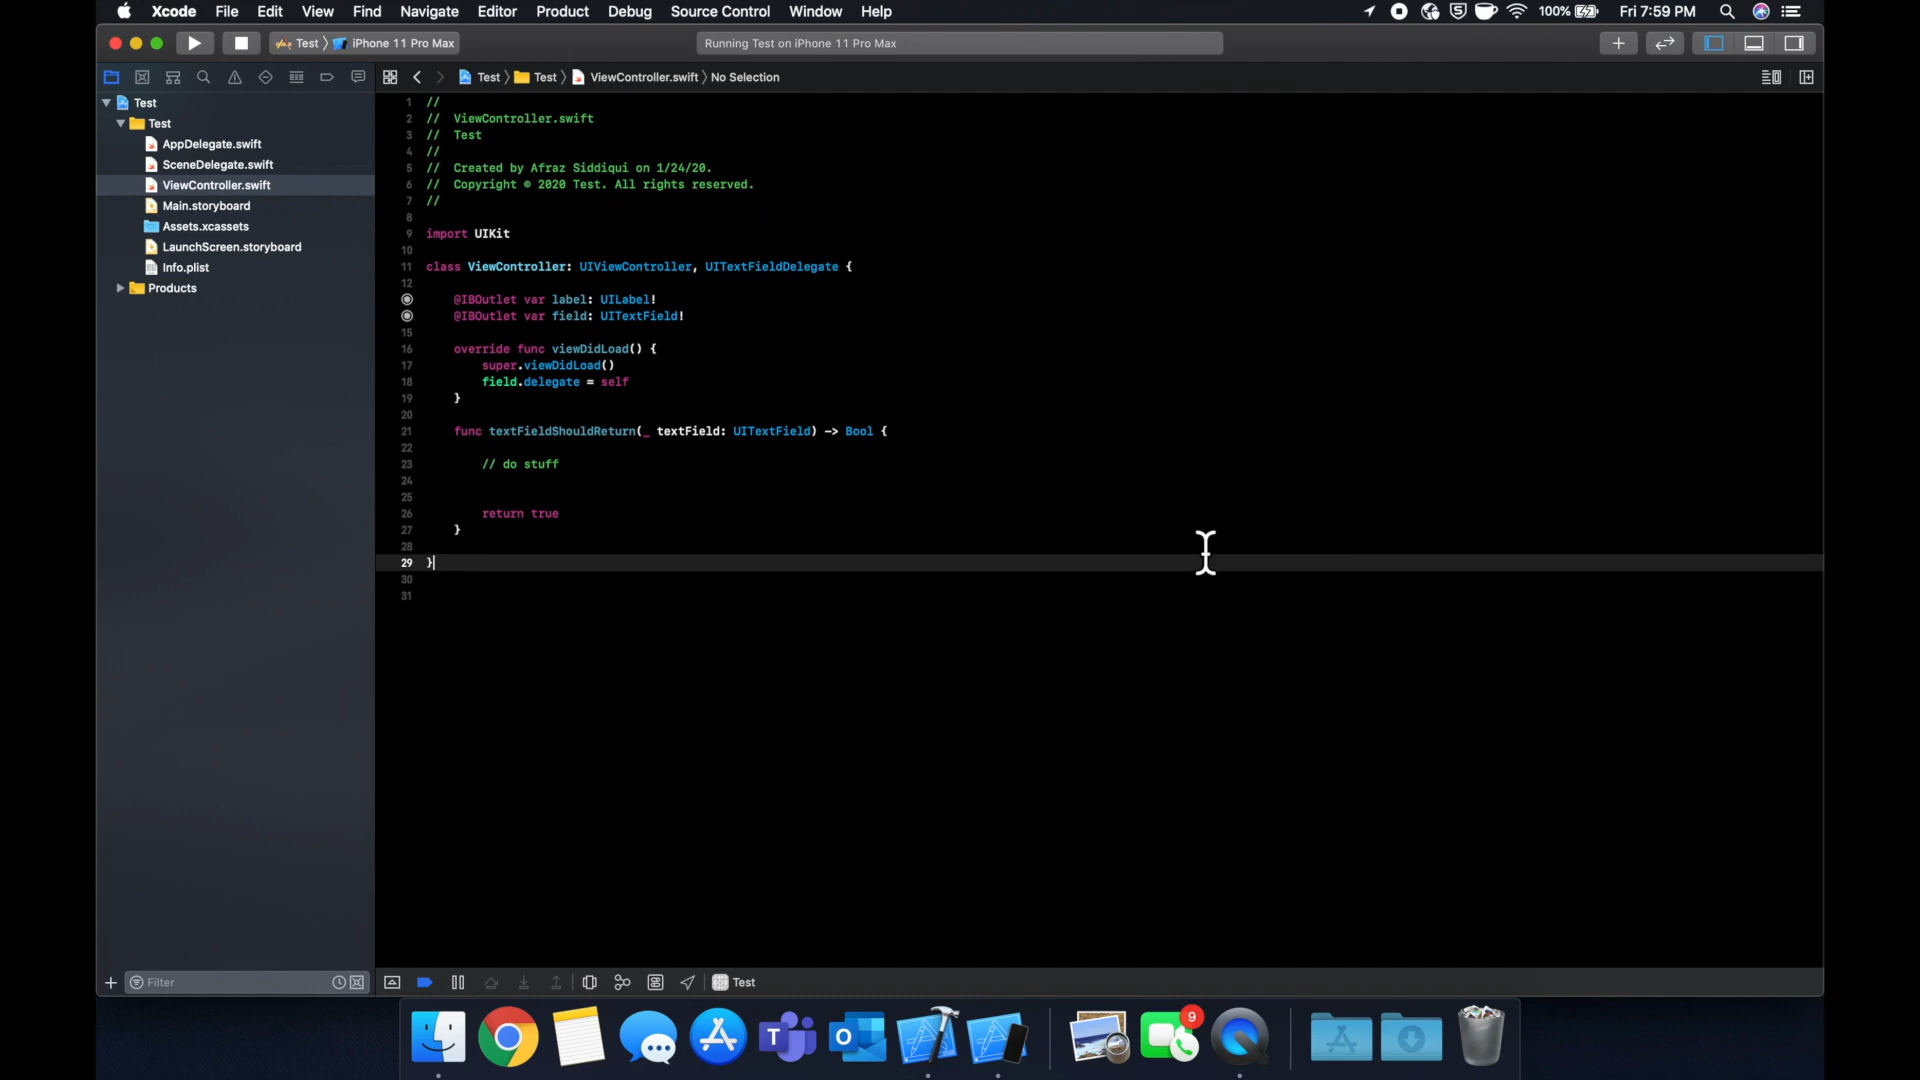 Xcode File Edit View Find Navigate Editor Product Debug Source Control Window Help 100% Fri 7:59 PM
Test iPhone 11 Pro Max Running Test on iPhone 11 Pro Max
Test Test ViewController.swift No Selection
Test
Test
AppDelegate.swift
SceneDelegate.swift
ViewController.swift
Main.storyboard
Assets.xcassets
LaunchScreen.storyboard
Info.plist
Products
1 //
2 // ViewController.swift
3 // Test
4 //
5 // Created by Afraz Siddiqui on 1/24/20.
6 // Copyright © 2020 Test. All rights reserved.
7 //
8
9 import UIKit
10
11 class ViewController: UIViewController, UITextFieldDelegate {
12
@IBOutlet var label: UILabel!
@IBOutlet var field: UITextField!
15
16 override func viewDidLoad() {
17 super.viewDidLoad()
18 field.delegate = self
19 }
20
21 func textFieldShouldReturn(_ textField: UITextField) -> Bool {
22
23 // do stuff
24
25
26 return true
27 }
28
29 }
30
31
Filter
Test
9